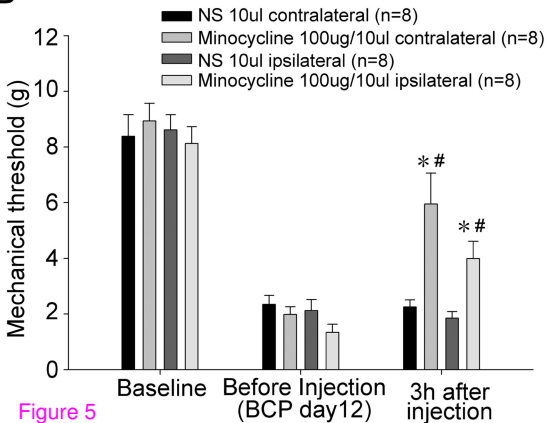 NS 10ul contralateral (n=8)
Minocycline 100ug/10ul contralateral (n=8)
NS 10ul ipsilateral (n=8)
Minocycline 100ug/10ul ipsilateral (n=8)
Mechanical threshold (g)
12
10
8
6
4
2
0
*# 
*#
Baseline
Before Injection
(BCP day12)
3h after
injection
Figure 5